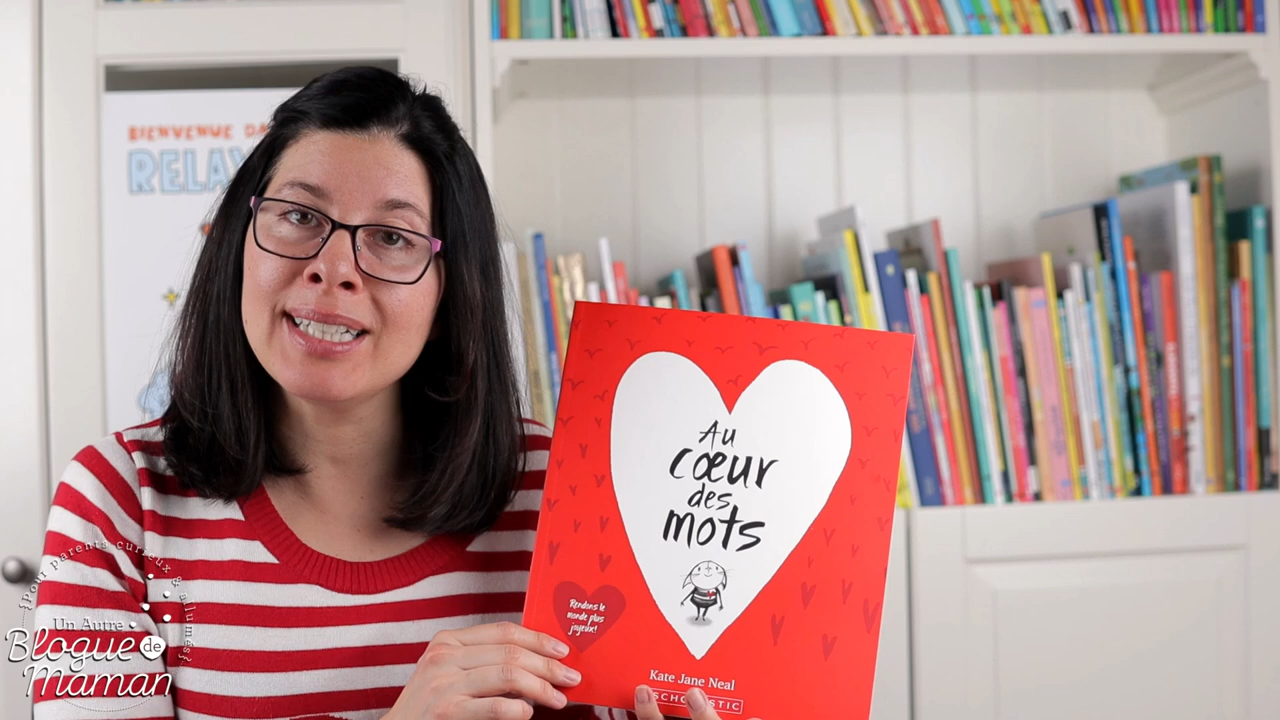 BIENVENUE DA
RELAX
Au
cœur
des
mots
Rendons le
monde plus
joyeux!
Kate Jane Neal
SCHOLASTIC
{Pour parents curieux & allumés}
Un Autre
Blogue de
Maman